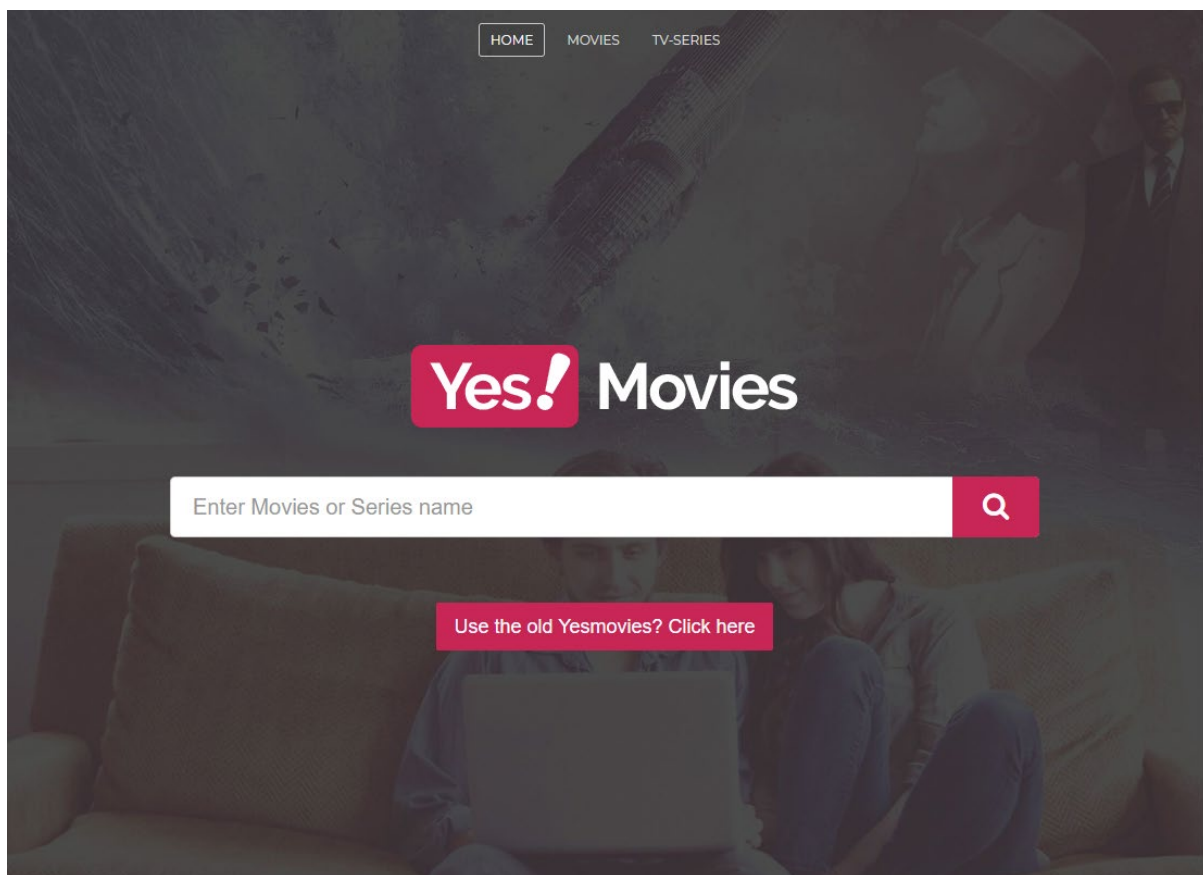 HOME MOVIES TV-SERIES
Yes! Movies
Enter Movies or Series name
Use the old Yesmovies? Click here